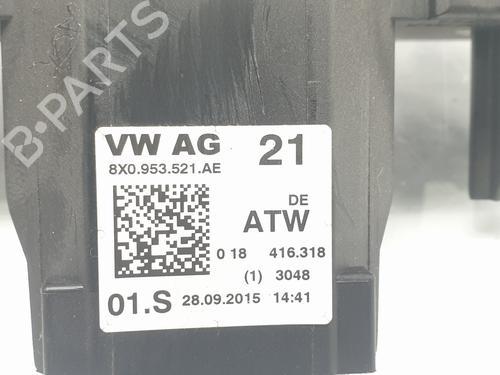 B-PARTS
VW AG 21
8X0.953.521.AE
DE
ATW
0 18 416.318
(1) 3048
01.S 28.09.2015 14:41